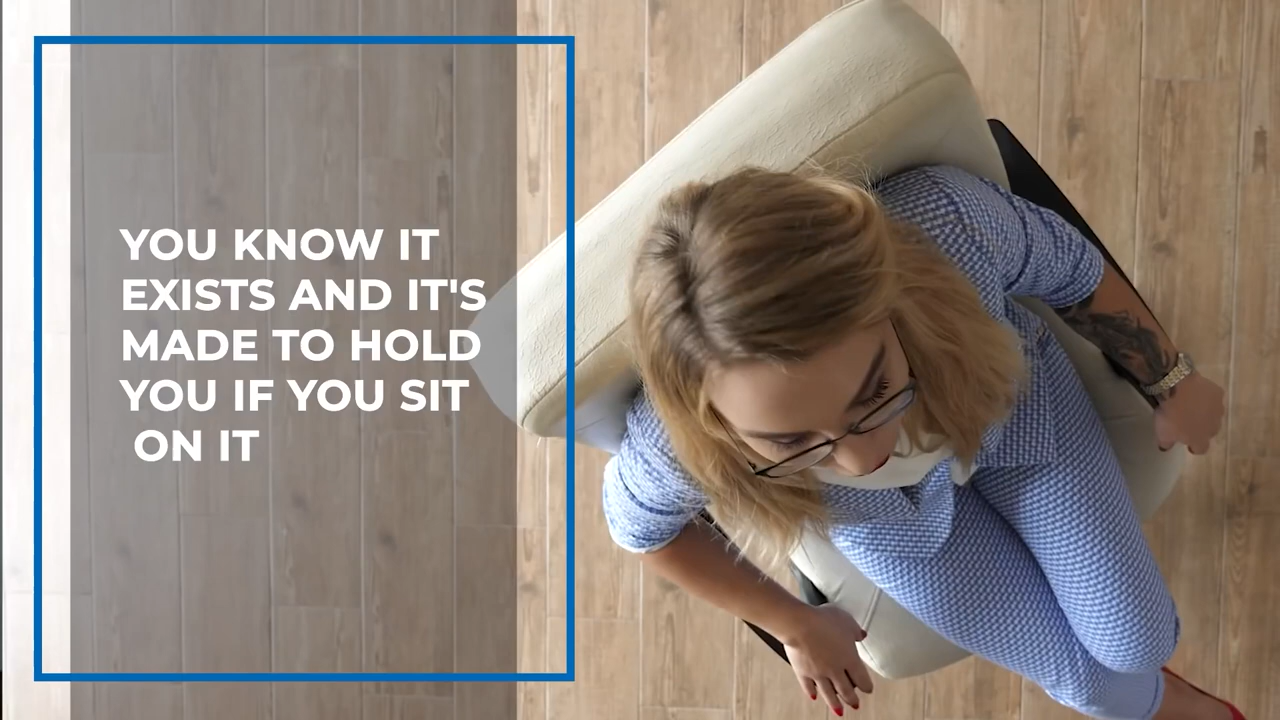 YOU KNOW IT
EXISTS AND IT'S
MADE TO HOLD
YOU IF YOU SIT
ON IT